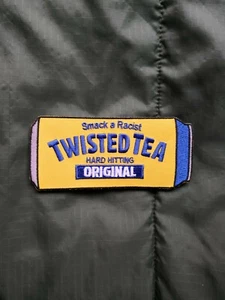 Smack a Racist
TWISTED TEA
HARD HITTING
ORIGINAL